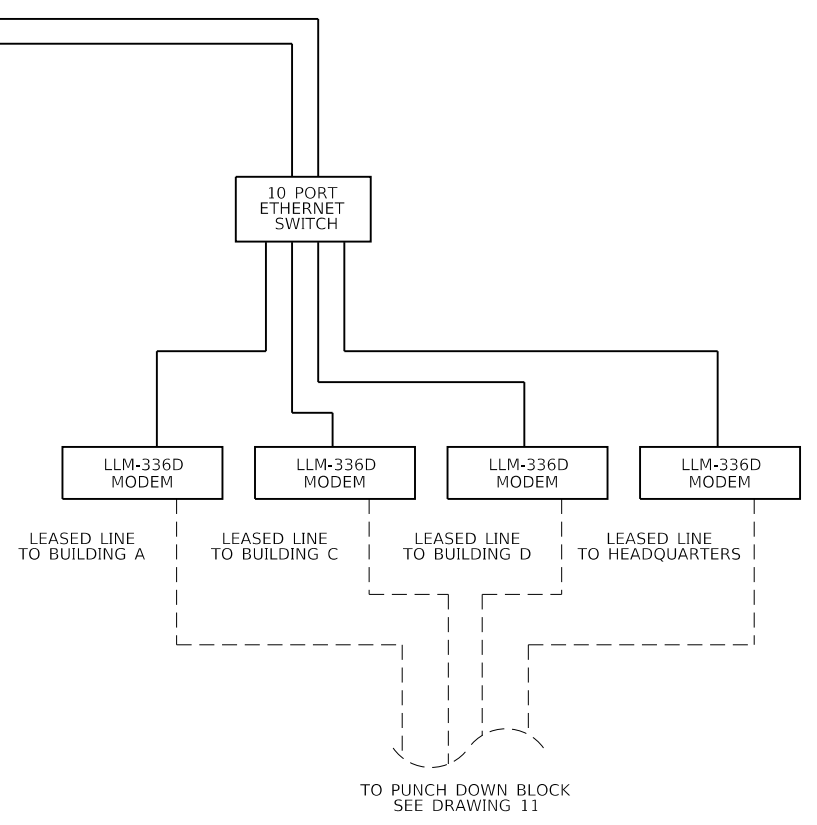 10 PORT
ETHERNET
SWITCH
LLM-336D
MODEM
LLM-336D
MODEM
LLM-336D
MODEM
LLM-336D
MODEM
LEASED LINE
TO BUILDING A
LEASED LINE
TO BUILDING C
LEASED LINE
TO BUILDING D
LEASED LINE
TO HEADQUARTERS
TO PUNCH DOWN BLOCK
SEE DRAWING 11